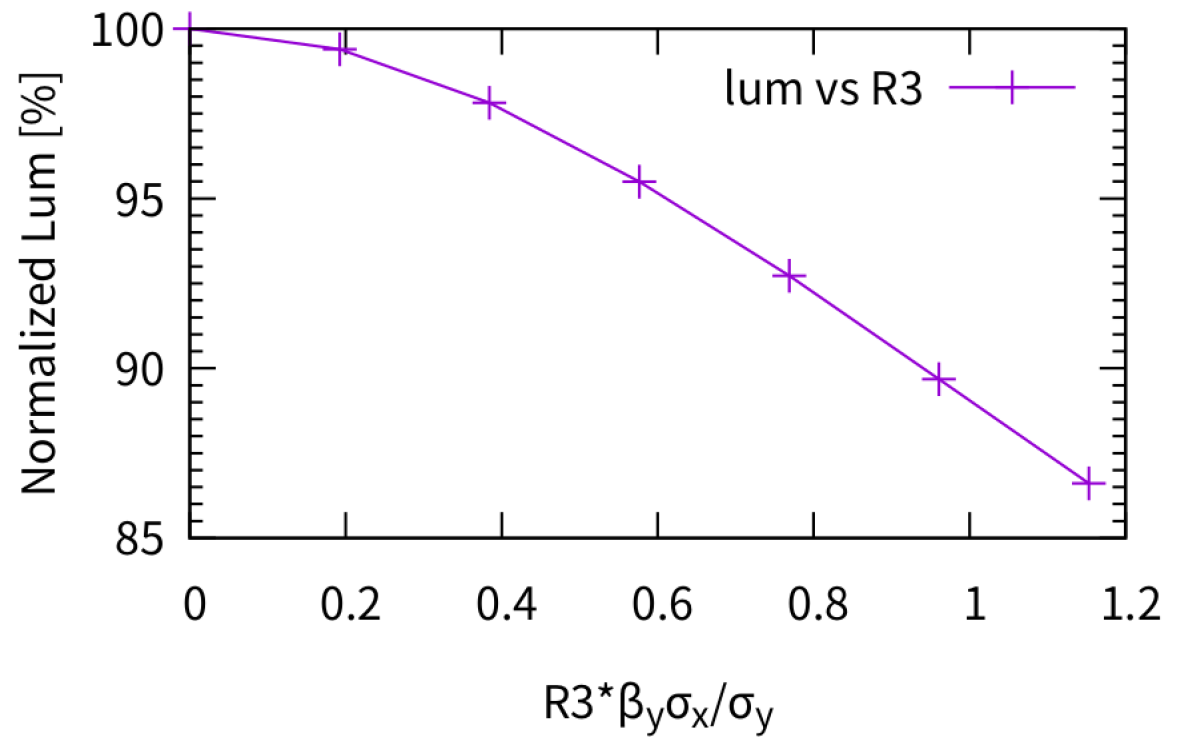 Normalized Lum [%]
100
95
90
85
lum vs R3
0 0.2 0.4 0.6 0.8 1 1.2
R3*βyσx/σy